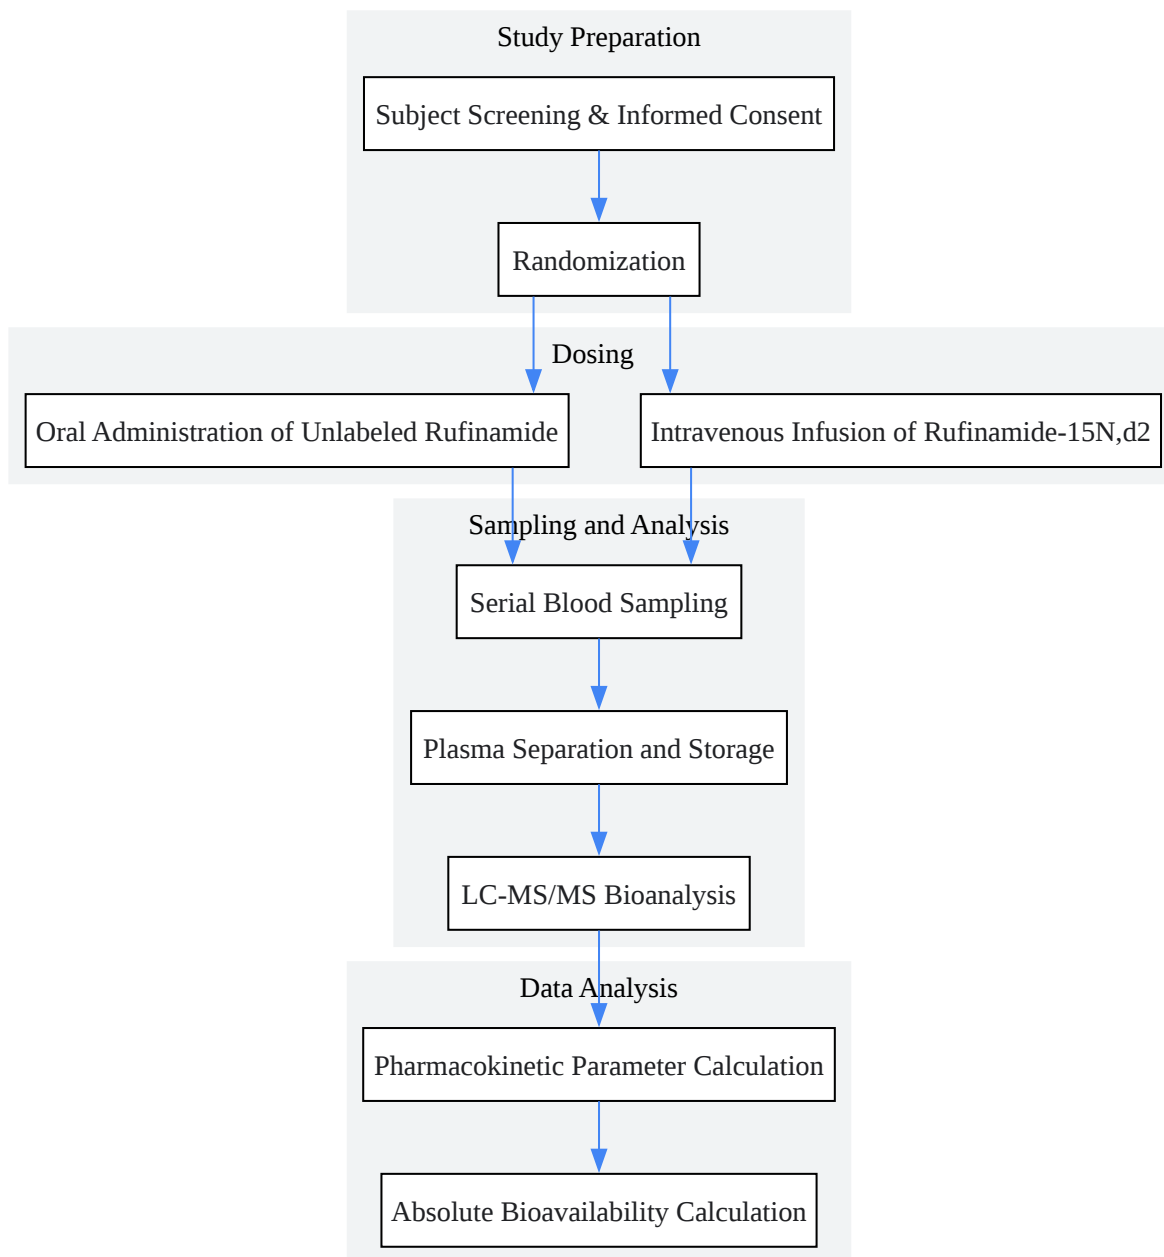 Study Preparation
Subject Screening & Informed Consent
Randomization
Dosing
Oral Administration of Unlabeled Rufinamide
Intravenous Infusion of Rufinamide-15N,d2
Sampling and Analysis
Serial Blood Sampling
Plasma Separation and Storage
LC-MS/MS Bioanalysis
Data Analysis
Pharmacokinetic Parameter Calculation
Absolute Bioavailability Calculation